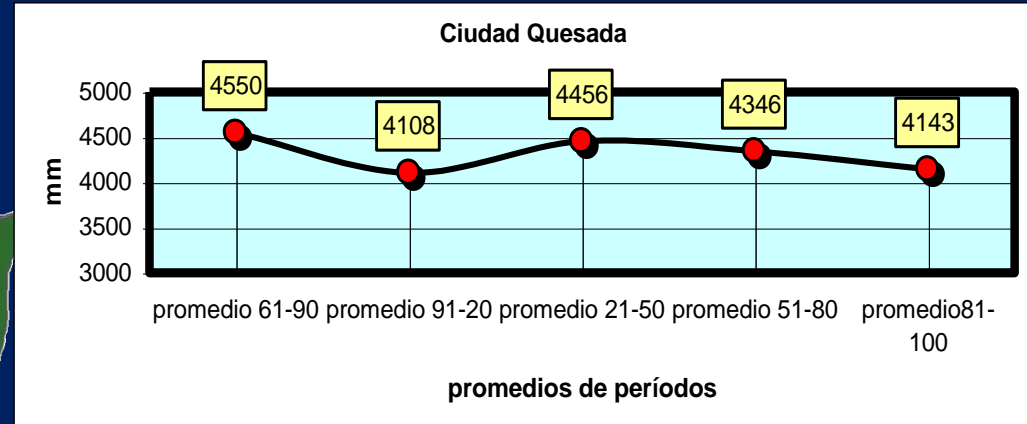 Ciudad Quesada
5000
4500
4000
3500
3000
mm
4550
4108
4456
4346
4143
promedio 61-90
promedio 91-20
promedio 21-50
promedio 51-80
promedio81-
100
promedios de períodos